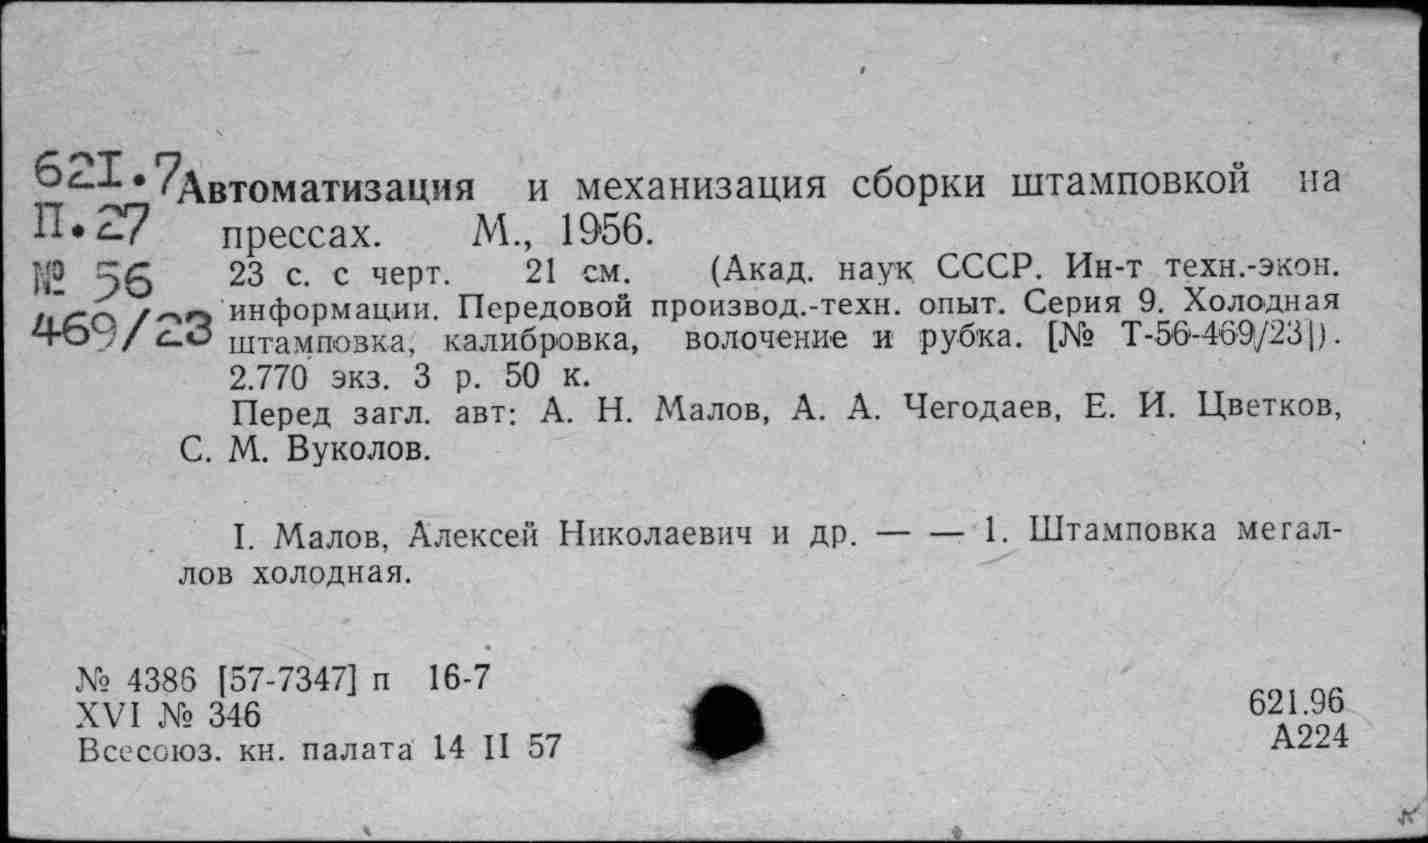 621.7 Автоматизация и механизация сборки штамповкой на
П.27 прессах. М., 1956.
№ 56 23 с. с черт. 21 см. (Акад. наук СССР. Ин-т техн.-экон.
469/23 информации. Передовой производ.-техн. опыт. Серия 9. Холодная
штамповка, калибровка, волочение и рубка. [№ Т-56-469/23]).
2.770 экз. 3 р. 50 к.
Перед загл. авт: А. Н. Малов, А. А. Чегодаев, Е. И. Цветков,
С. М. Вуколов.
I. Малов, Алексей Николаевич и др. — — 1. Штамповка метал-
лов холодная.
№ 4386 [57-7347] п 16-7
XVI № 346
Всесоюз. кн. палата 14 II 57
621.96
А224